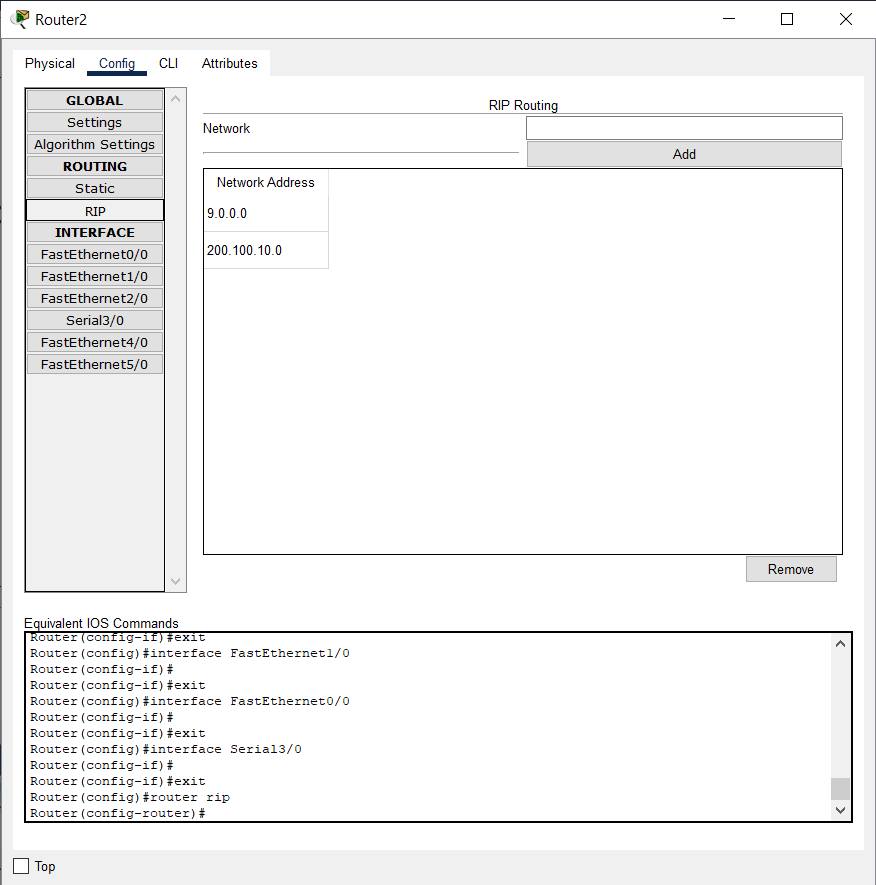 Router2
Physical Config CLI Attributes
GLOBAL
Settings
Algorithm Settings
ROUTING
Static
RIP
INTERFACE
FastEthernet0/0
FastEthernet1/0
FastEthernet2/0
Serial3/0
FastEthernet4/0
FastEthernet5/0
RIP Routing
Network
Add
Network Address
9.0.0.0
200.100.10.0
Remove
Equivalent IOS Commands
Router(config-if)#exit
Router(config)#interface FastEthernet1/0
Router(config-if)#
Router(config-if)#exit
Router(config)#interface FastEthernet0/0
Router(config-if)#
Router(config-if)#exit
Router(config)#interface Serial3/0
Router(config-if)#
Router(config-if)#exit
Router(config)#router rip
Router(config-router)#
Top